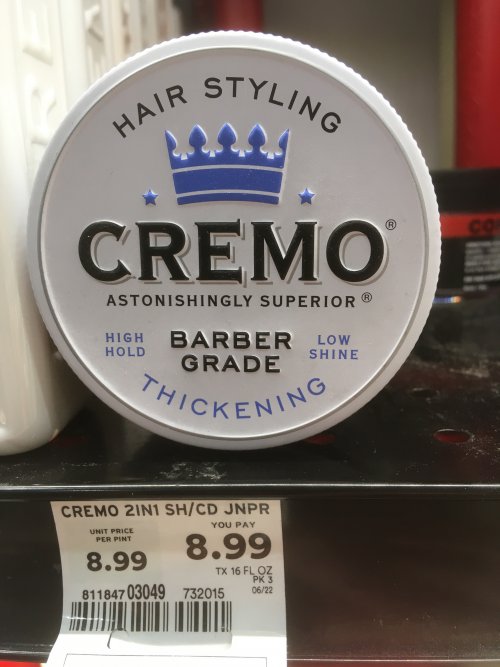 HAIR STYLING
CREMO®
ASTONISHINGLY SUPERIOR®
HIGH HOLD
BARBER GRADE
LOW SHINE
THICKENING
CO
CREMO 2IN1 SH/CD JNPR
UNIT PRICE
PER PINT
8.99
YOU PAY
8.99
TX 16 FL OZ
PK 3
06/22
811847 03049 732015